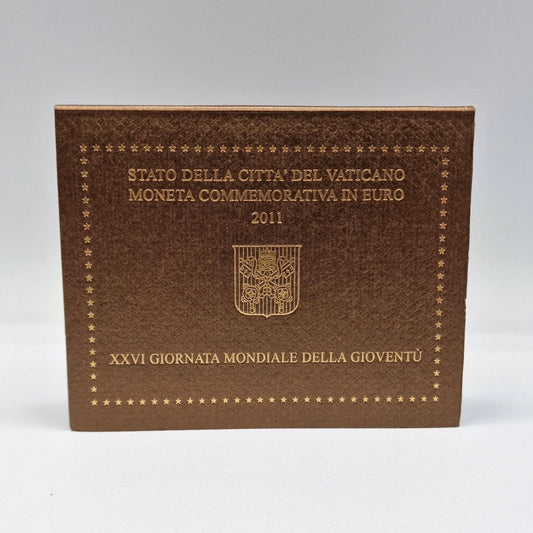 STATO DELLA CITTA' DEL VATICANO
MONETA COMMEMORATIVA IN EURO
2011
XXVI GIORNATA MONDIALE DELLA GIOVENTÙ